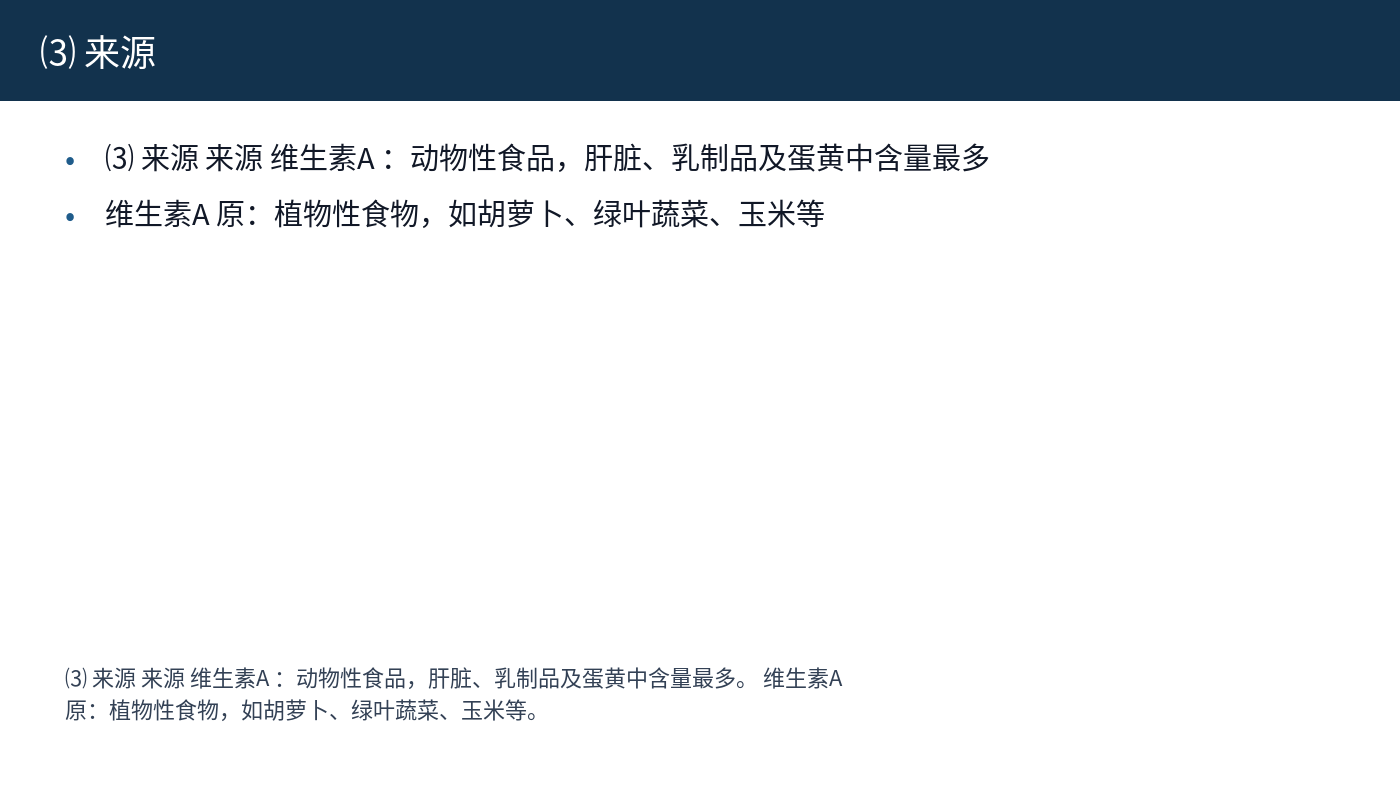 ⑶ 来源
• ⑶ 来源 来源 维生素A ：动物性食品，肝脏、乳制品及蛋黄中含量最多
• 维生素A 原：植物性食物，如胡萝卜、绿叶蔬菜、玉米等
⑶ 来源 来源 维生素A ：动物性食品，肝脏、乳制品及蛋黄中含量最多。 维生素A
原：植物性食物，如胡萝卜、绿叶蔬菜、玉米等。